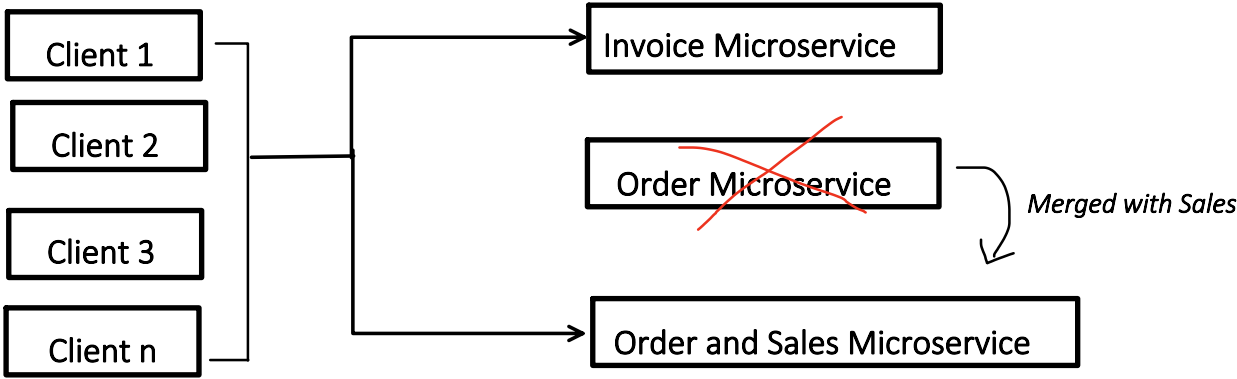 Client 1
Client 2
Client 3
Client n
Invoice Microservice
Order Microservice
Merged with Sales
Order and Sales Microservice